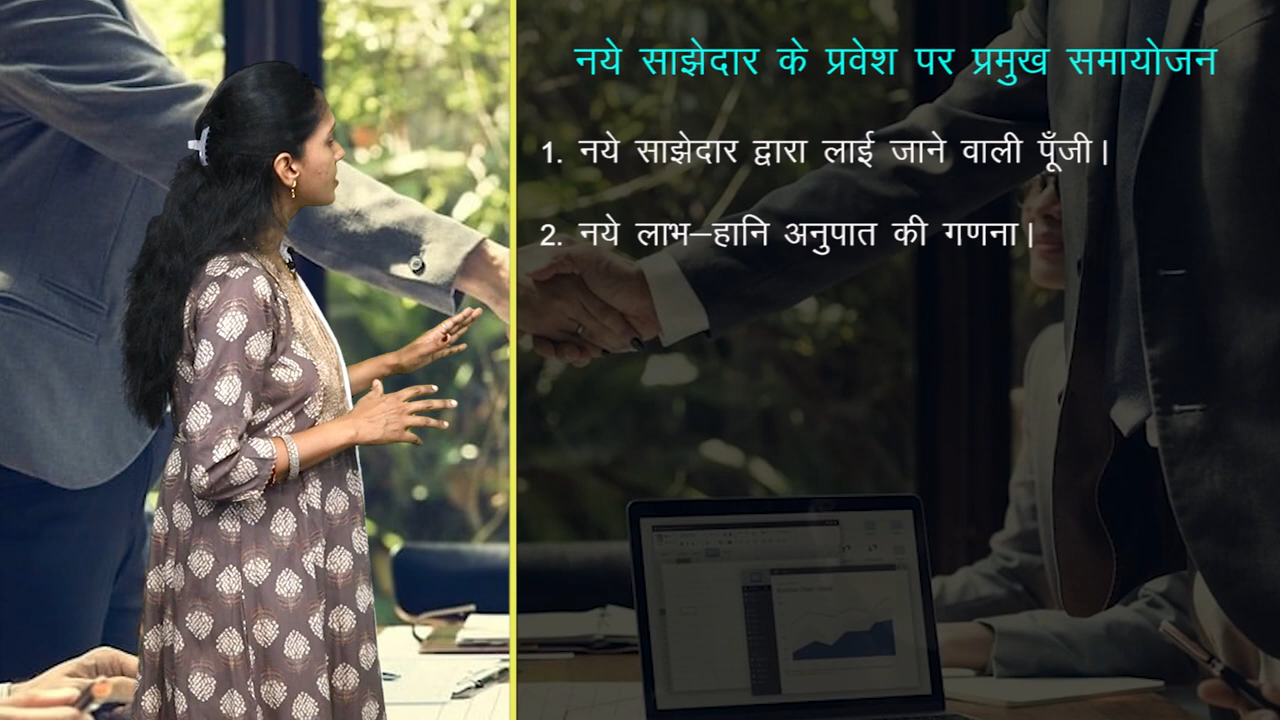 नये साझेदार के प्रवेश पर प्रमुख समायोजन
1. नये साझेदार द्वारा लाई जाने वाली पूँजी।
2. नये लाभ–हानि अनुपात की गणना।